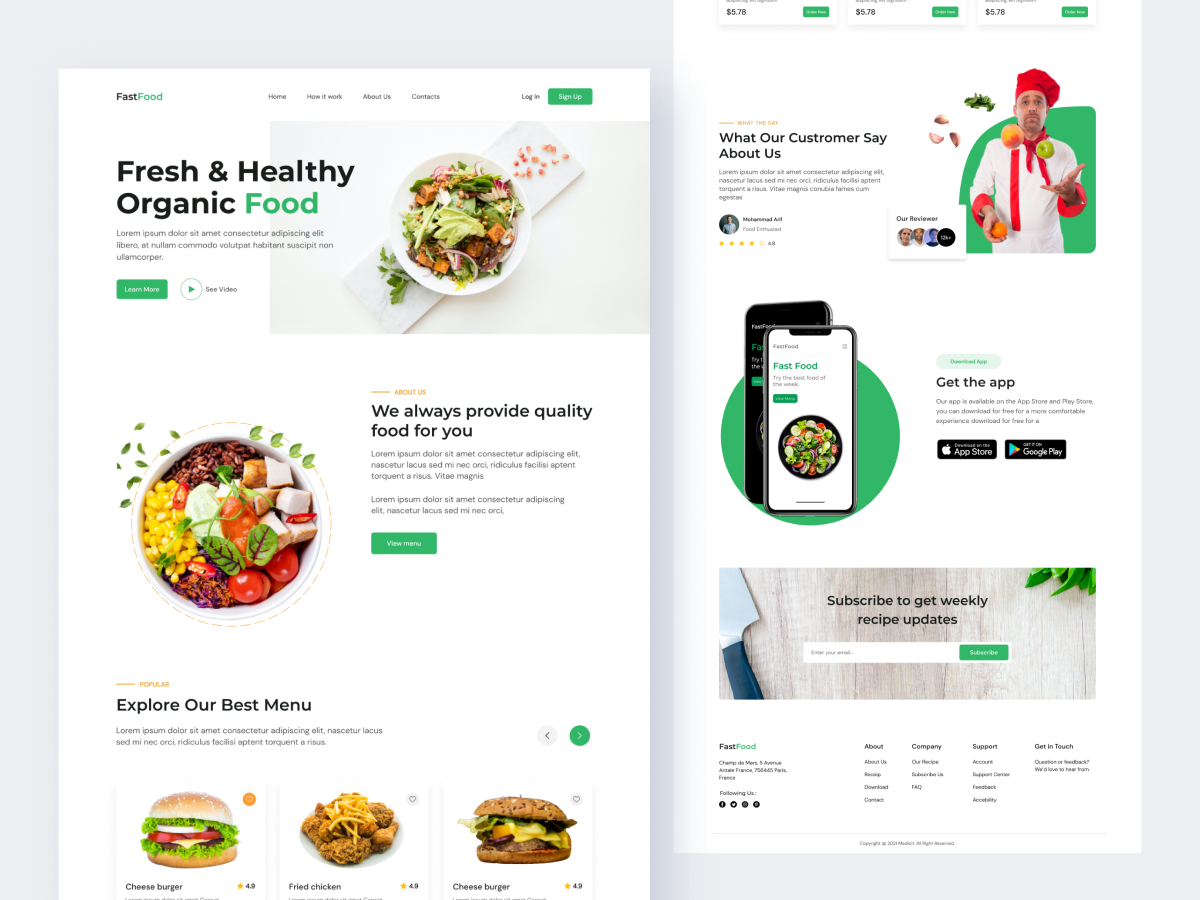 FastFood
Home How it work About Us Contacts
Log In Sign Up
Fresh & Healthy
Organic Food
Lorem ipsum dolor sit amet consectetur adipiscing elit
libero, at nullam commodo volutpat habitant suscipit non
ullamcorper.
Learn More See Video
ABOUT US
We always provide quality
food for you
Lorem ipsum dolor sit amet consectetur adipiscing elit,
nascetur lacus sed mi nec orci, ridiculus facilisi aptent
torquent a risus. Vitae magnis
Lorem ipsum dolor sit amet consectetur adipiscing
elit, nascetur lacus sed mi nec orci,
View menu
POPULAR
Explore Our Best Menu
Lorem ipsum dolor sit amet consectetur adipiscing elit, nascetur lacus
sed mi nec orci, ridiculus facilisi aptent torquent a risus.
Cheese burger 4.9
Fried chicken 4.9
Cheese burger 4.9
$5.78 Order Now
$5.78 Order Now
$5.78 Order Now
WHAT THE SAY
What Our Custromer Say
About Us
Lorem ipsum dolor sit amet consectetur adipiscing elit,
nascetur lacus sed mi nec orci, ridiculus facilisi aptent
torquent a risus. Vitae magnis conubia fames cum
egestas
Mohammad Arif
Food Enthusiast
4.8
Our Reviewer
12k+
FastFood
FastFood
Fast Food
Try the best food of
the week.
View Menu
Download App
Get the app
Our app is available on the App Store and Play Store,
you can download for free for a more comfortable
experience download for free for a
Download on the
App Store
GET IT ON
Google Play
Subscribe to get weekly
recipe updates
Enter your email.. Subscribe
FastFood
Champ de Mars, 5 Avenue
Antale France, 756445 Paris,
France
Following Us :
About
About Us
Receip
Download
Contact
Company
Our Recipe
Subscribe Us
FAQ
Support
Account
Support Center
Feedback
Accebility
Get in Touch
Question or feedback?
We'd love to hear from
Copyright @ 2021 Medicit. All Right Reserved.